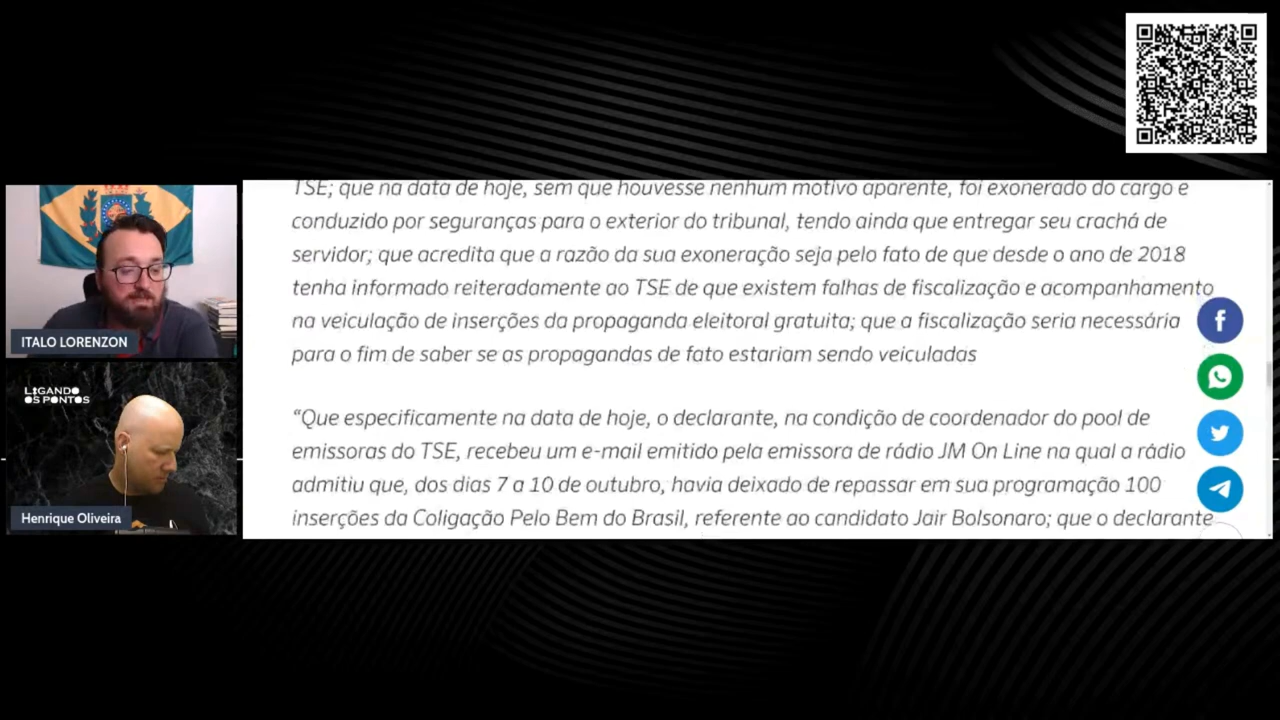 TSE; que na data de hoje, sem que houvesse nenhum motivo aparente, foi exonerado do cargo e
conduzido por seguranças para o exterior do tribunal, tendo ainda que entregar seu crachá de
servidor; que acredita que a razão da sua exoneração seja pelo fato de que desde o ano de 2018
tenha informado reiteradamente ao TSE de que existem falhas de fiscalização e acompanhamento
na veiculação de inserções da propaganda eleitoral gratuita; que a fiscalização seria necessária
para o fim de saber se as propagandas de fato estariam sendo veiculadas
“Que especificamente na data de hoje, o declarante, na condição de coordenador do pool de
emissoras do TSE, recebeu um e-mail emitido pela emissora de rádio JM On Line na qual a rádio
admitiu que, dos dias 7 a 10 de outubro, havia deixado de repassar em sua programação 100
inserções da Coligação Pelo Bem do Brasil, referente ao candidato Jair Bolsonaro; que o declarante
ITALO LORENZON
LIGANDO
OS PONTOS
Henrique Oliveira